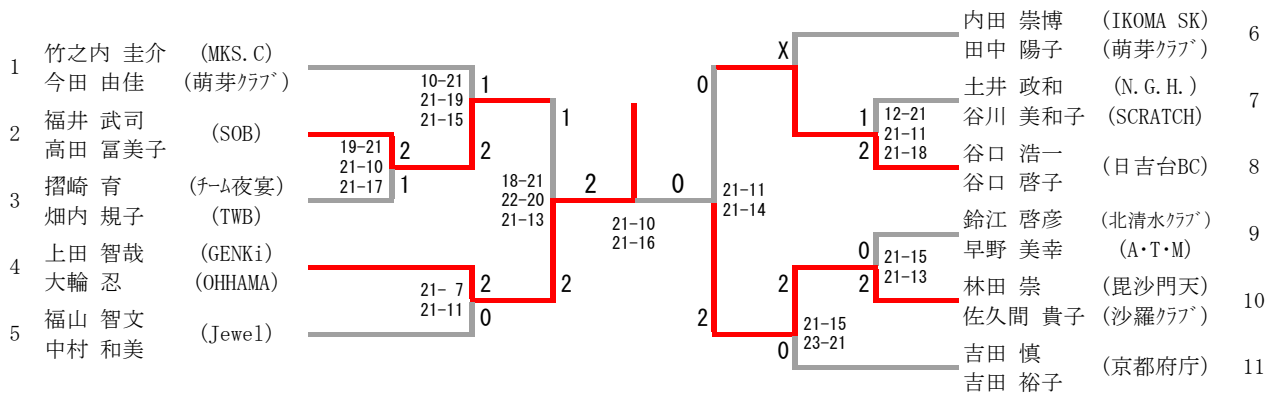 1 竹之内 圭介 (MKS.C)
今田 由佳 (萌芽ｸﾗﾌﾞ)
2 福井 武司 (SOB)
高田 冨美子
3 摺崎 育 (ﾁｰﾑ夜宴)
畑内 規子 (TWB)
4 上田 智哉 (GENKi)
大輪 忍 (OHHAMA)
5 福山 智文 (Jewel)
中村 和美
10-21
21-19
21-15
1
2
19-21
21-10
21-17
2
1
21- 7
21-11
2
0
18-21
22-20
21-13
1
2
2
0
21-10
21-16
0
2
21-11
21-14
X
1
2
12-21
21-11
21-18
0
2
21-15
21-13
2
0
21-15
23-21
内田 崇博 (IKOMA SK) 6
田中 陽子 (萌芽ｸﾗﾌﾞ)
土井 政和 (N.G.H.) 7
谷川 美和子 (SCRATCH)
谷口 浩一 (日吉台BC) 8
谷口 啓子
鈴江 啓彦 (北清水ｸﾗﾌﾞ) 9
早野 美幸 (A･T･M)
林田 崇 (毘沙門天) 10
佐久間 貴子 (沙羅ｸﾗﾌﾞ)
吉田 慎 (京都府庁) 11
吉田 裕子